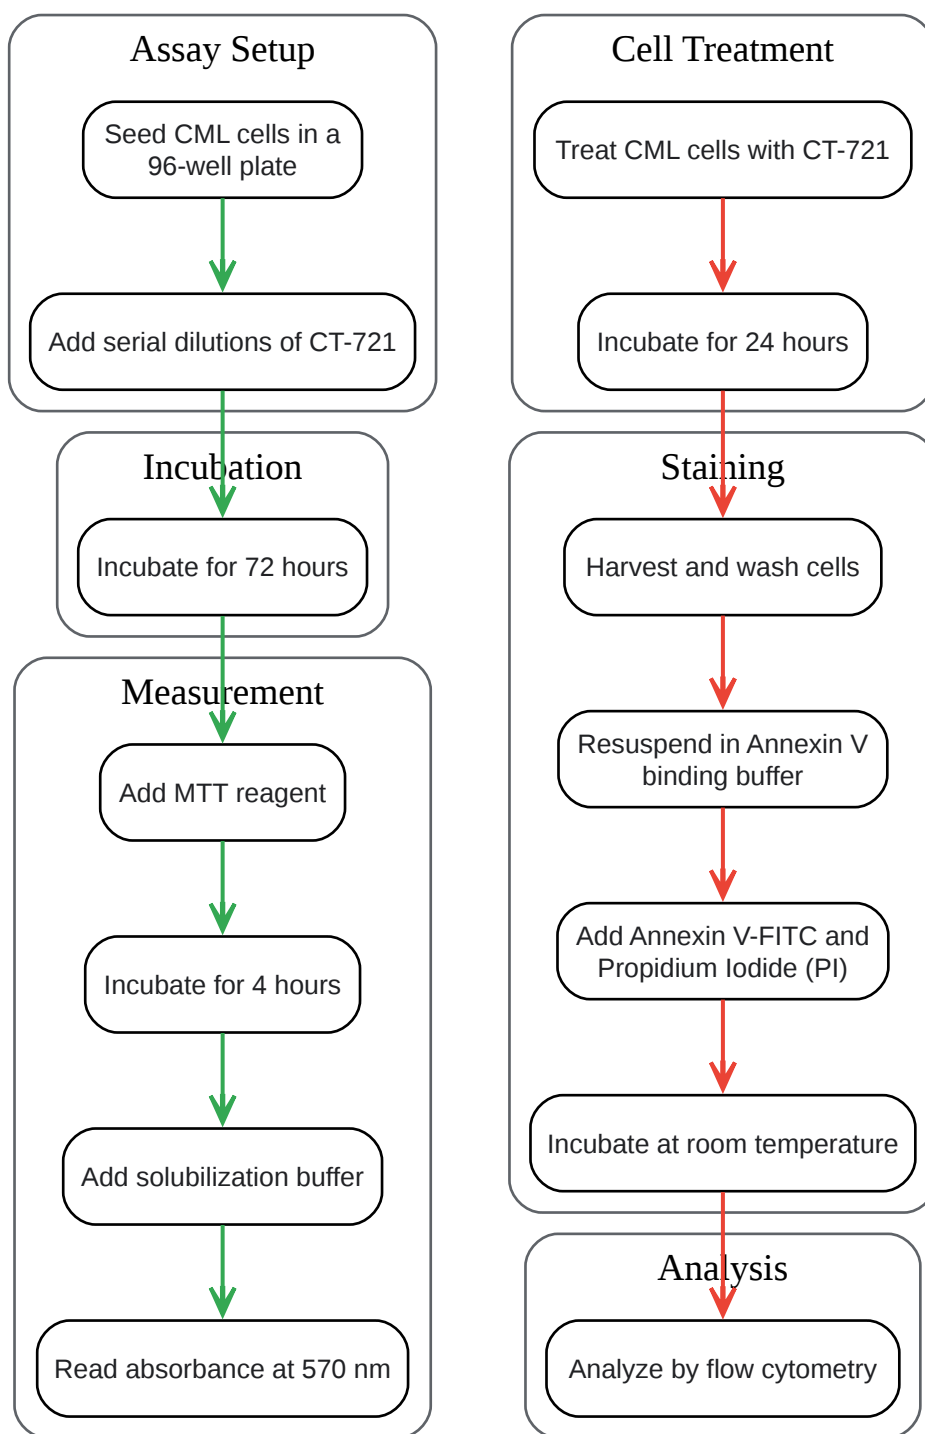 Assay Setup
Seed CML cells in a
96-well plate
Add serial dilutions of CT-721
Incubation
Incubate for 72 hours
Measurement
Add MTT reagent
Incubate for 4 hours
Add solubilization buffer
Read absorbance at 570 nm
Cell Treatment
Treat CML cells with CT-721
Incubate for 24 hours
Staining
Harvest and wash cells
Resuspend in Annexin V
binding buffer
Add Annexin V-FITC and
Propidium Iodide (PI)
Incubate at room temperature
Analysis
Analyze by flow cytometry